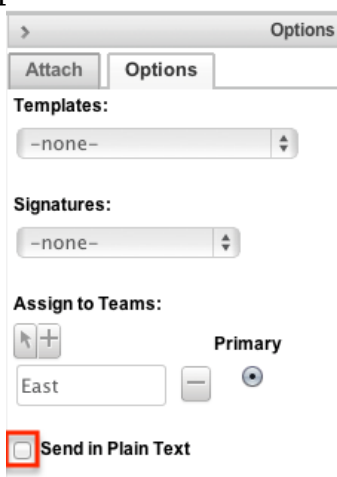 Options
Attach Options
Templates:
-none-
Signatures:
-none-
Assign to Teams:
Primary
East
Send in Plain Text